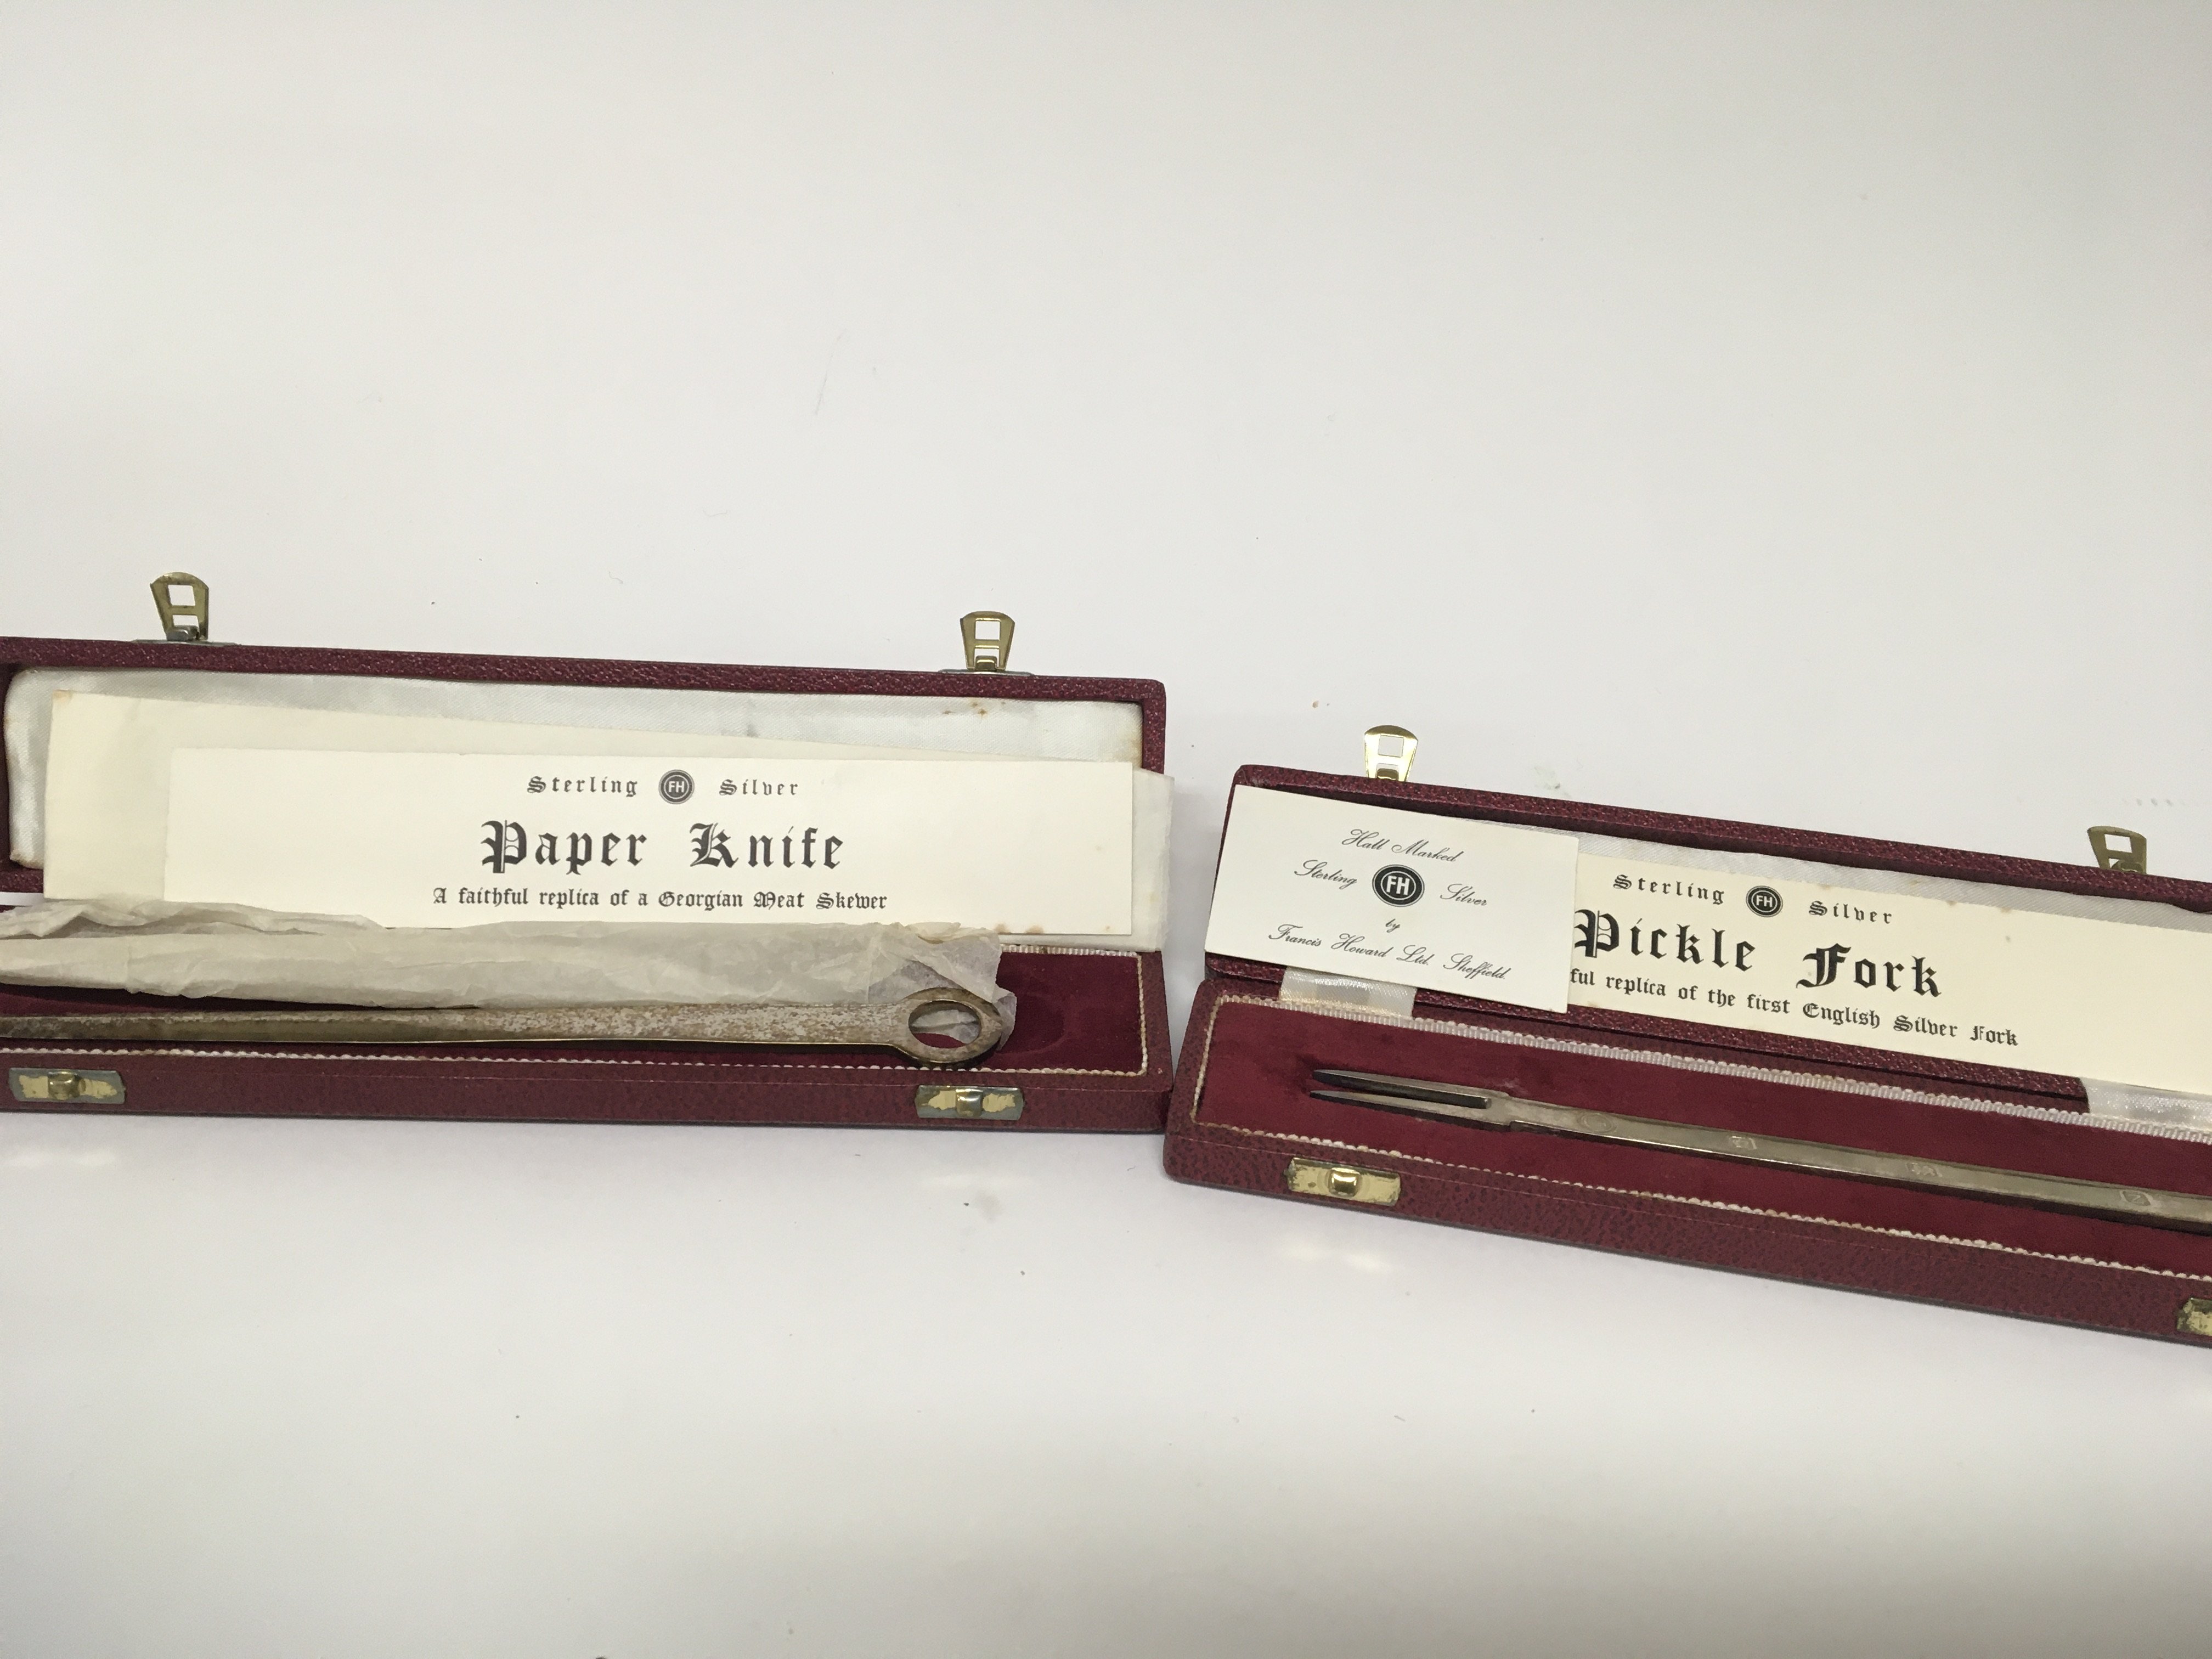 Sterling FH Silver
Paper Knife
A faithful replica of a Georgian Meat Skewer
Hall Marked
Sterling FH Silver
by
Francis Howard Ltd. Sheffield.
Sterling FH Silver
Pickle Fork
ful replica of the first English Silver Fork